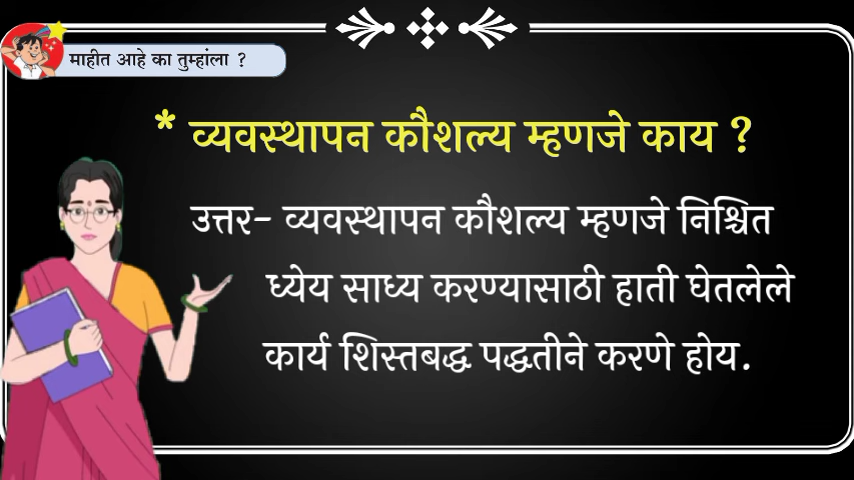 माहीत आहे का तुम्हांला ?
* व्यवस्थापन कौशल्य म्हणजे काय ?
उत्तर- व्यवस्थापन कौशल्य म्हणजे निश्चित
ध्येय साध्य करण्यासाठी हाती घेतलेले
कार्य शिस्तबद्ध पद्धतीने करणे होय.